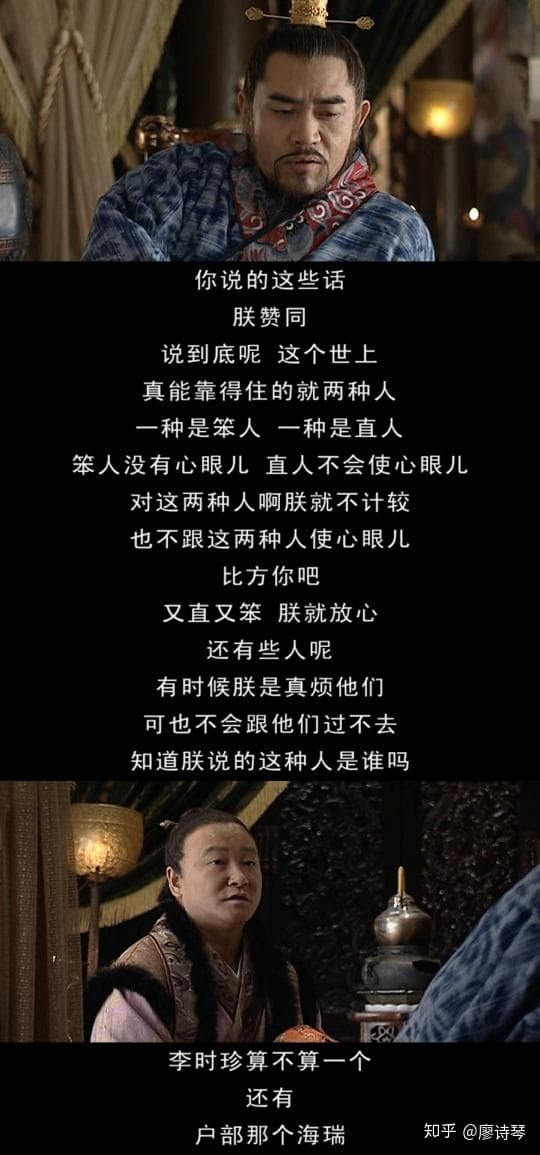 你说的这些话
朕赞同
说到底呢 这个世上
真能靠得住的就两种人
一种是笨人 一种是直人
笨人没有心眼儿 直人不会使心眼儿
对这两种人啊朕就不计较
也不跟这两种人使心眼儿
比方你吧
又直又笨 朕就放心
还有些人呢
有时候朕是真烦他们
可也不会跟他们过不去
知道朕说的这种人是谁吗
李时珍算不算一个
还有
户部那个海瑞
知乎 @廖诗琴